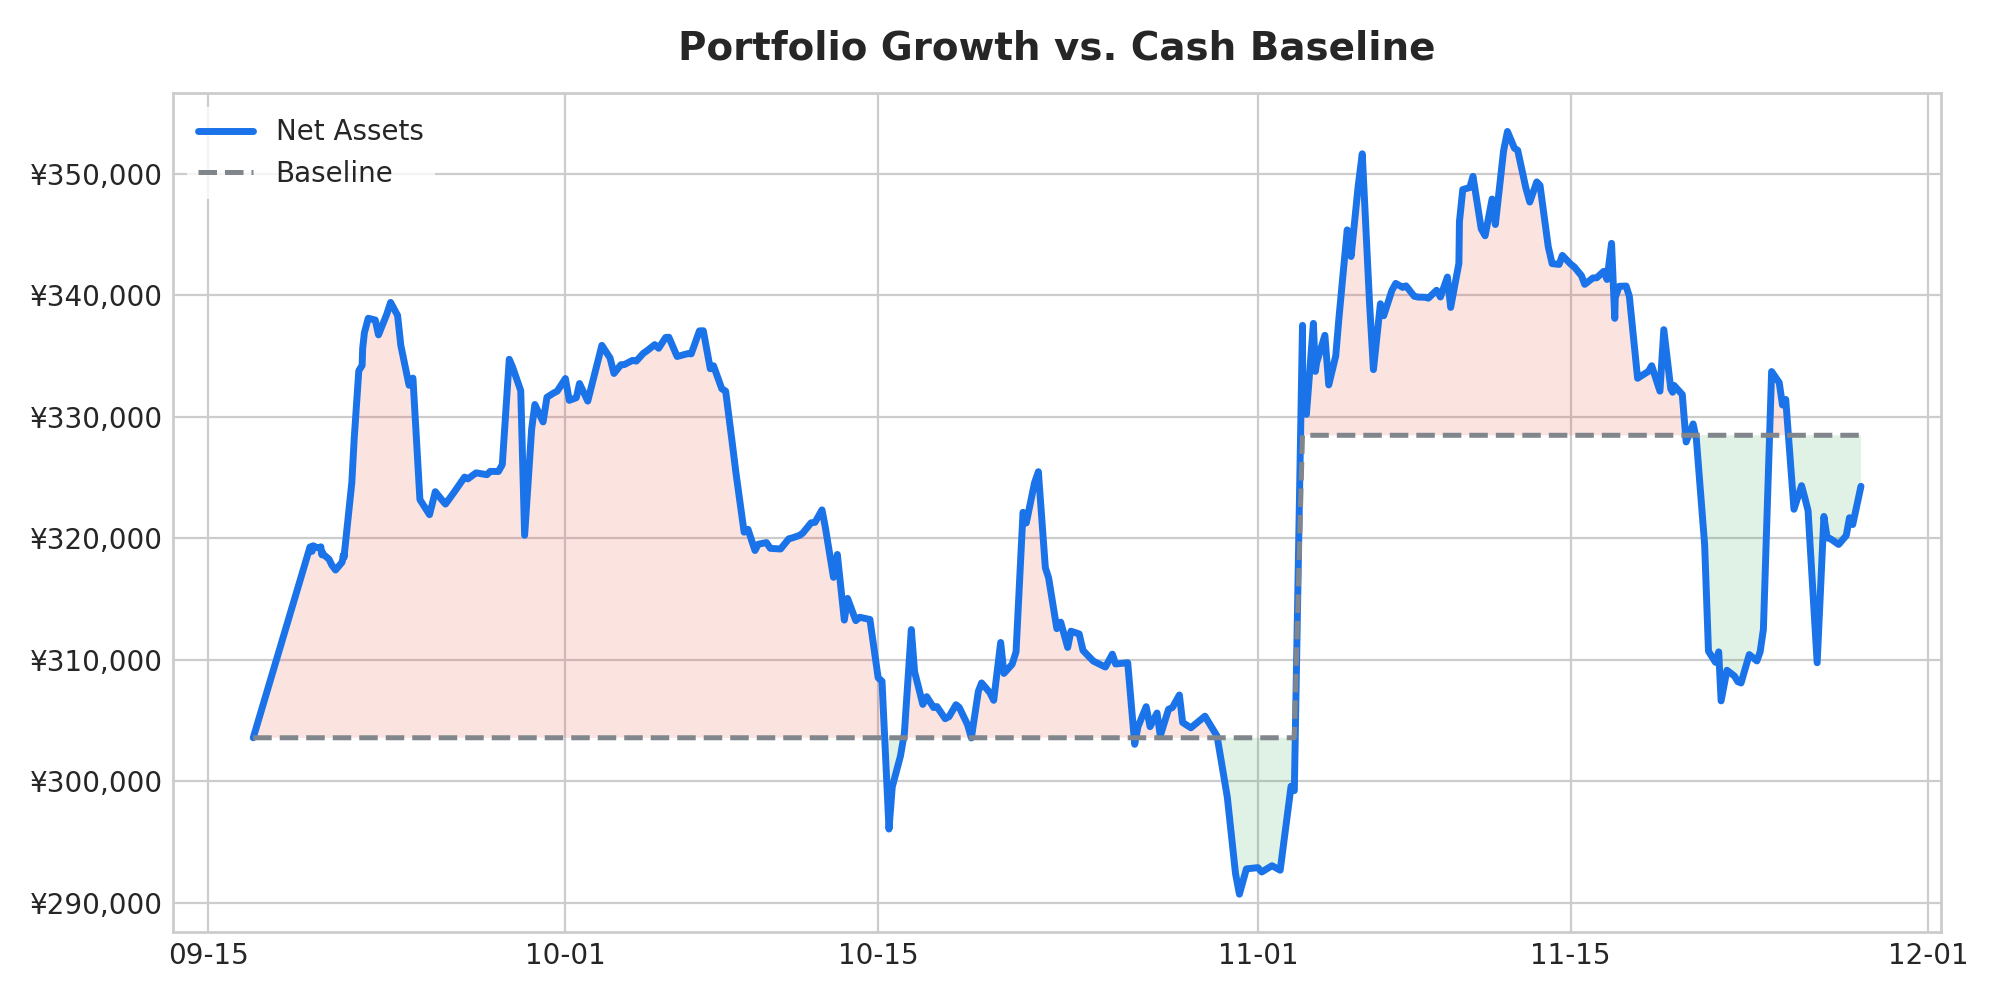 Portfolio Growth vs. Cash Baseline
Net Assets
Baseline
¥350,000
¥340,000
¥330,000
¥320,000
¥310,000
¥300,000
¥290,000
09-15 10-01 10-15 11-01 11-15 12-01